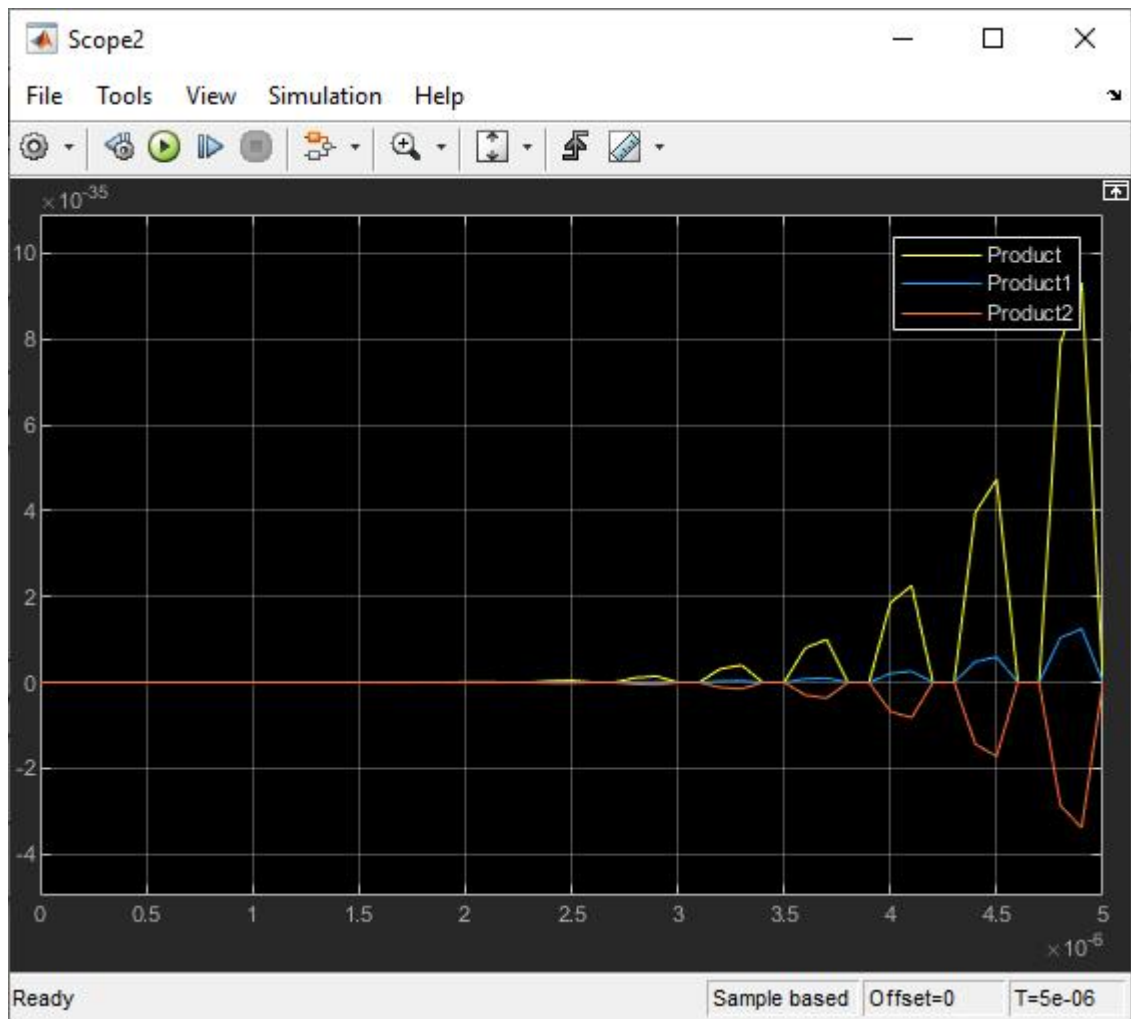 Scope2
File Tools View Simulation Help
×10-35
Product
Product1
Product2
10
8
6
4
2
0
-2
-4
0 0.5 1 1.5 2 2.5 3 3.5 4 4.5 5
×10-6
Ready Sample based Offset=0 T=5e-06